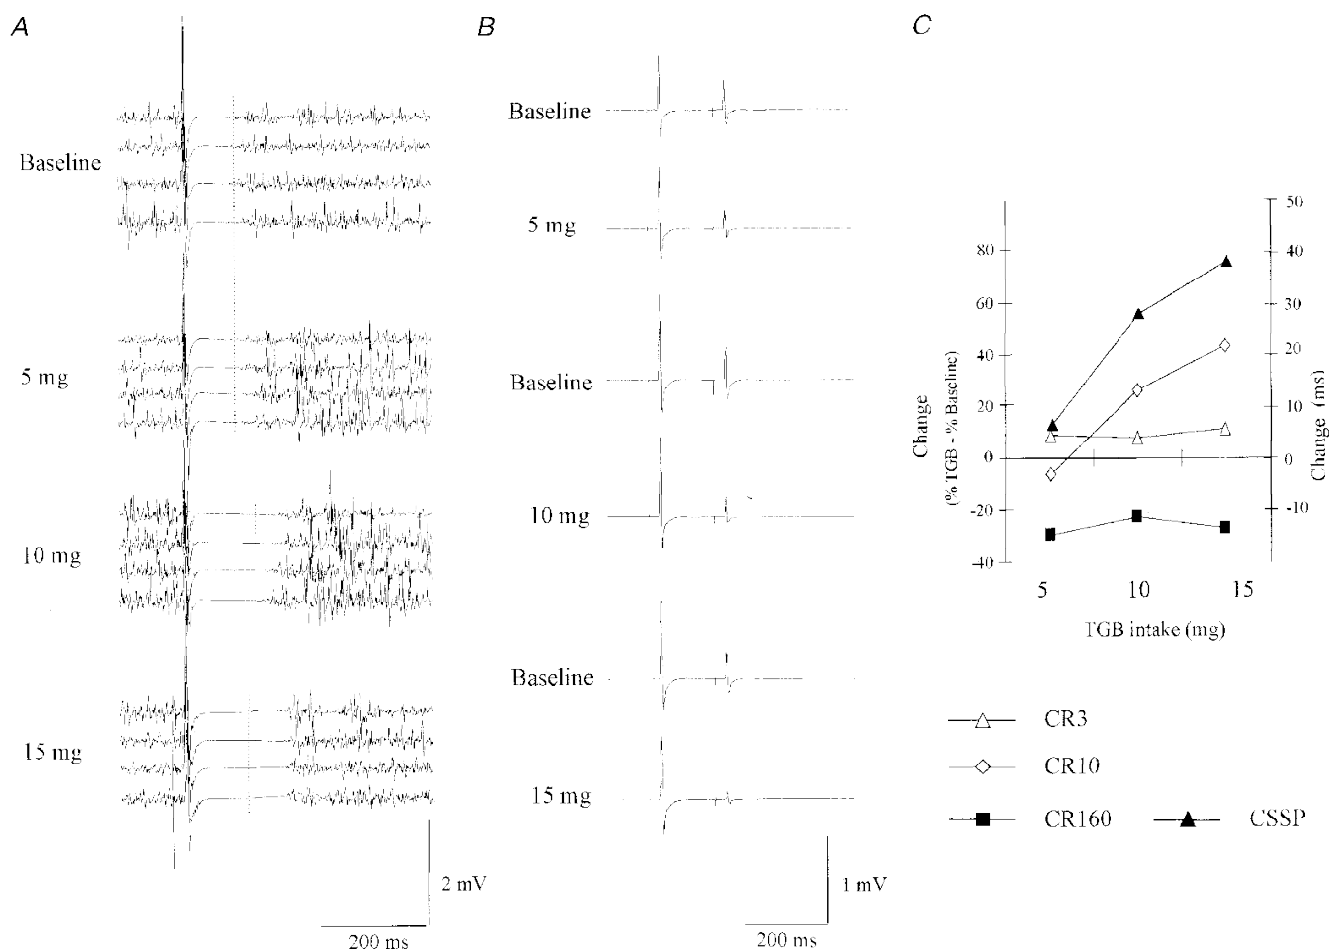 A
Baseline
5 mg
10 mg
15 mg
2 mV
200 ms
B
Baseline
5 mg
Baseline
10 mg
Baseline
15 mg
1 mV
200 ms
C
Change
(% TGB - % Baseline)
80
60
40
20
0
-20
-40
50
40
30
20
10
0
-10
Change (ms)
5 10 15
TGB intake (mg)
CR3
CR10
CR160
CSSP